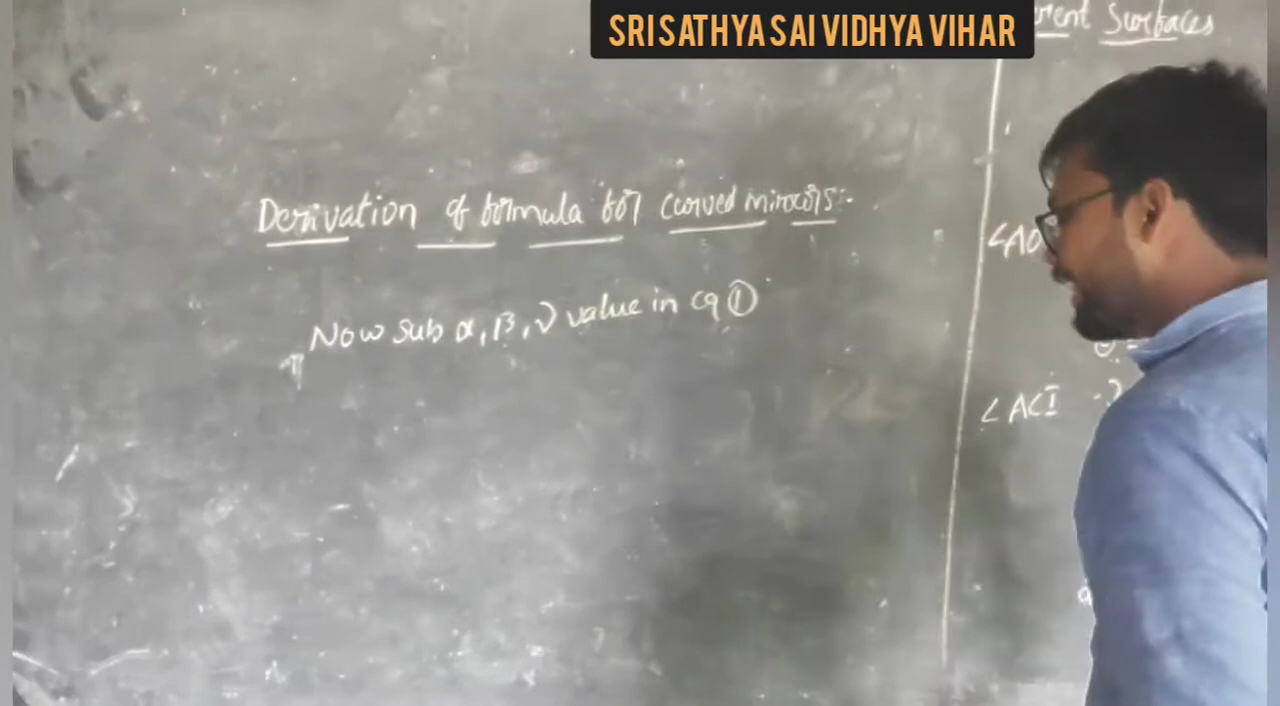 SRI SATHYA SAI VIDHYA VIHAR
Surfaces
Derivation of formula for curved mirrors:-
Now sub α, β, γ value in eq ①
<AO
<ACI